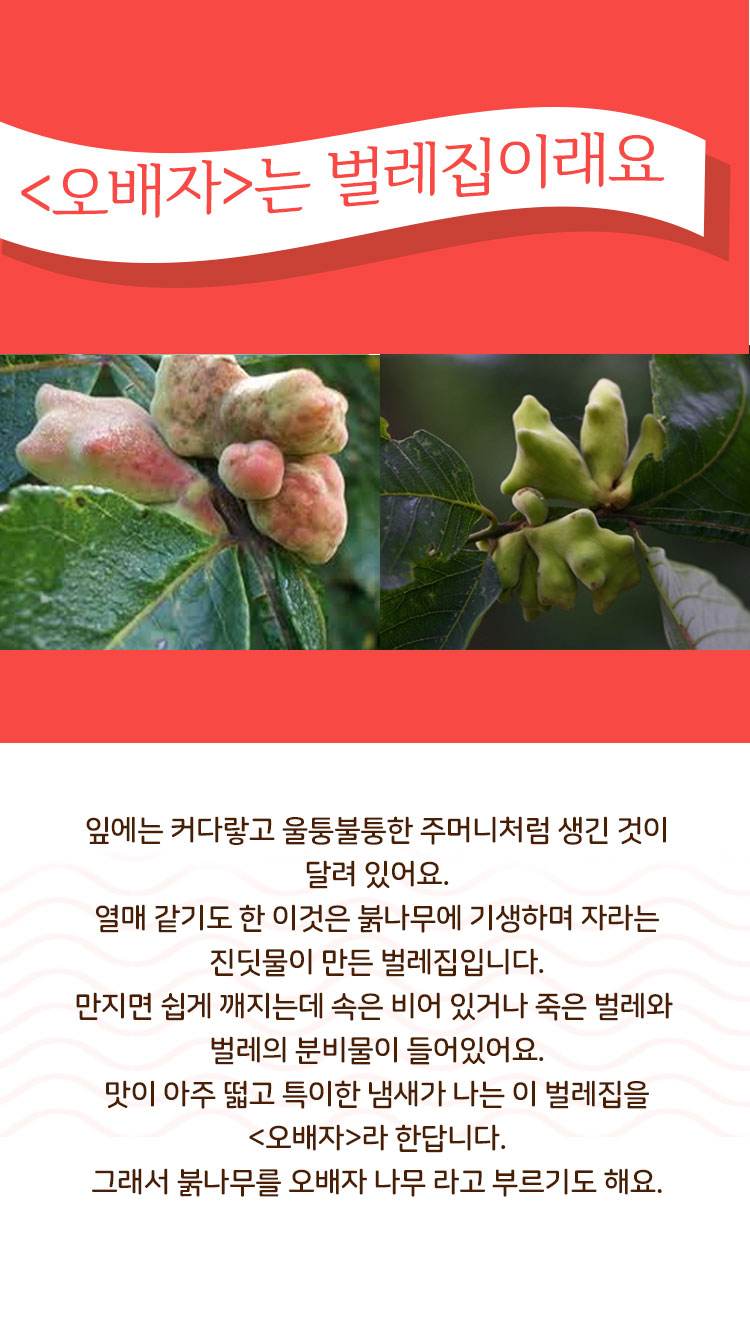 <오배자>는 벌레집이래요
잎에는 커다랗고 울퉁불퉁한 주머니처럼 생긴 것이
달려 있어요.
열매 같기도 한 이것은 붉나무에 기생하며 자라는
진딧물이 만든 벌레집입니다.
만지면 쉽게 깨지는데 속은 비어 있거나 죽은 벌레와
벌레의 분비물이 들어있어요.
맛이 아주 떫고 특이한 냄새가 나는 이 벌레집을
<오배자>라 한답니다.
그래서 붉나무를 오배자 나무 라고 부르기도 해요.